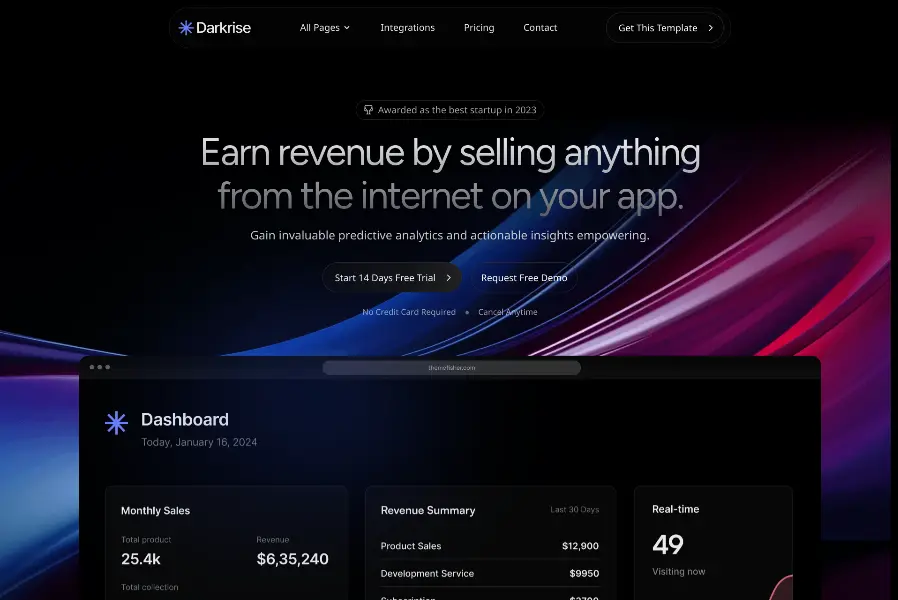 Darkrise
All Pages
Integrations
Pricing
Contact
Get This Template
Awarded as the best startup in 2023
Earn revenue by selling anything
from the internet on your app.
Gain invaluable predictive analytics and actionable insights empowering.
Start 14 Days Free Trial
Request Free Demo
No Credit Card Required • Cancel Anytime
themefisher.com
Dashboard
Today, January 16, 2024
Monthly Sales
Total product
Revenue
25.4k
$6,35,240
Total collection
Revenue Summary
Last 30 Days
Product Sales
$12,900
Development Service
$9950
Subscription
Real-time
49
Visiting now